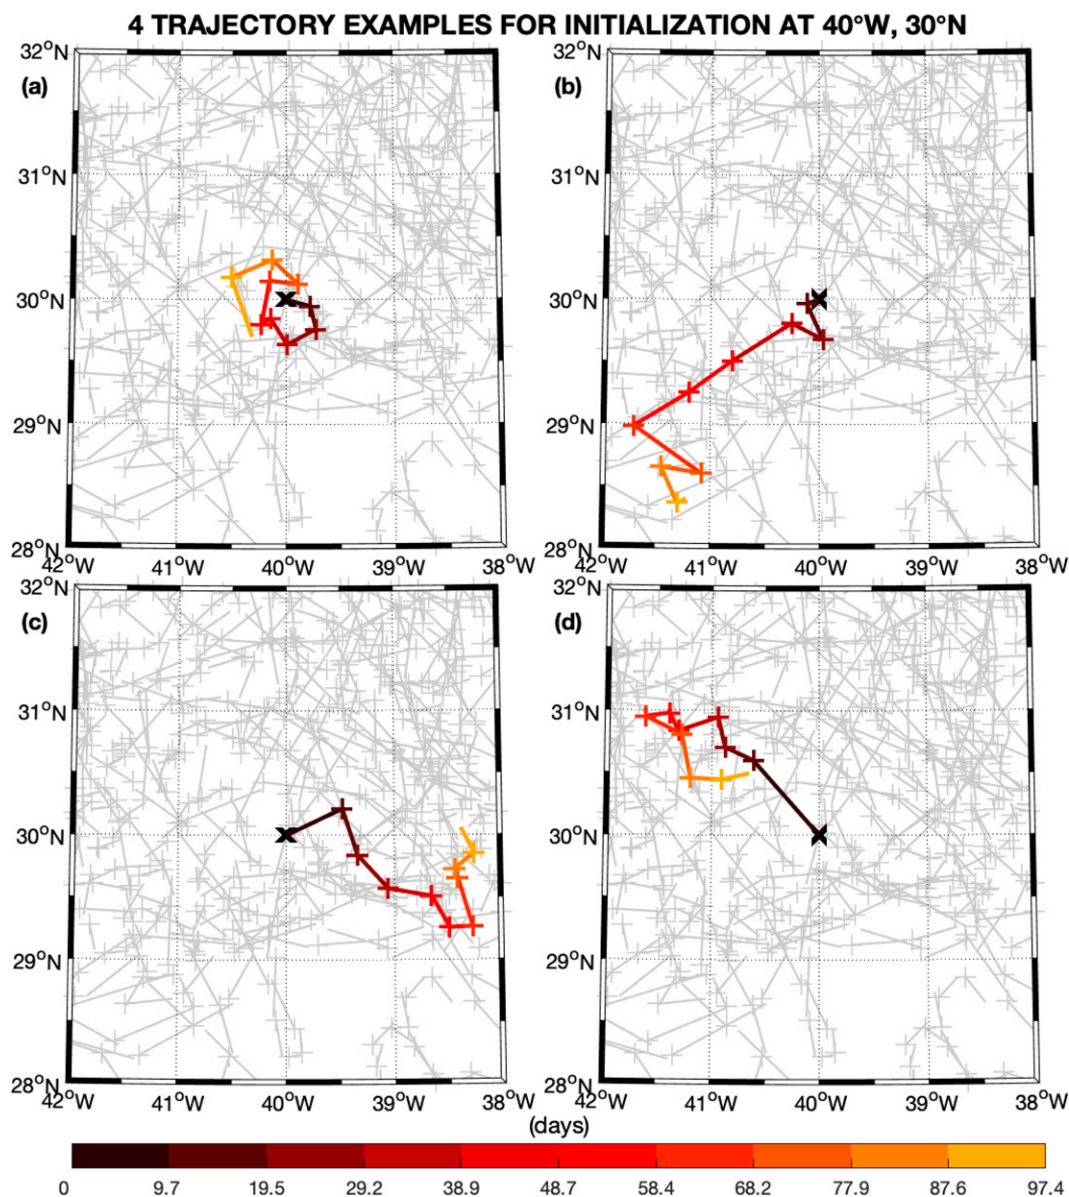 4 TRAJECTORY EXAMPLES FOR INITIALIZATION AT 40°W, 30°N
32°N 32°N
(a) (b)
31°N 31°N
30°N 30°N
29°N 29°N
28°N 28°N
42°W 41°W 40°W 39°W 38°W 42°W 41°W 40°W 39°W 38°W
32°N 32°N
(c) (d)
31°N 31°N
30°N 30°N
29°N 29°N
28°N 28°N
42°W 41°W 40°W 39°W 38°W 42°W 41°W 40°W 39°W 38°W
(days)
0 9.7 19.5 29.2 38.9 48.7 58.4 68.2 77.9 87.6 97.4